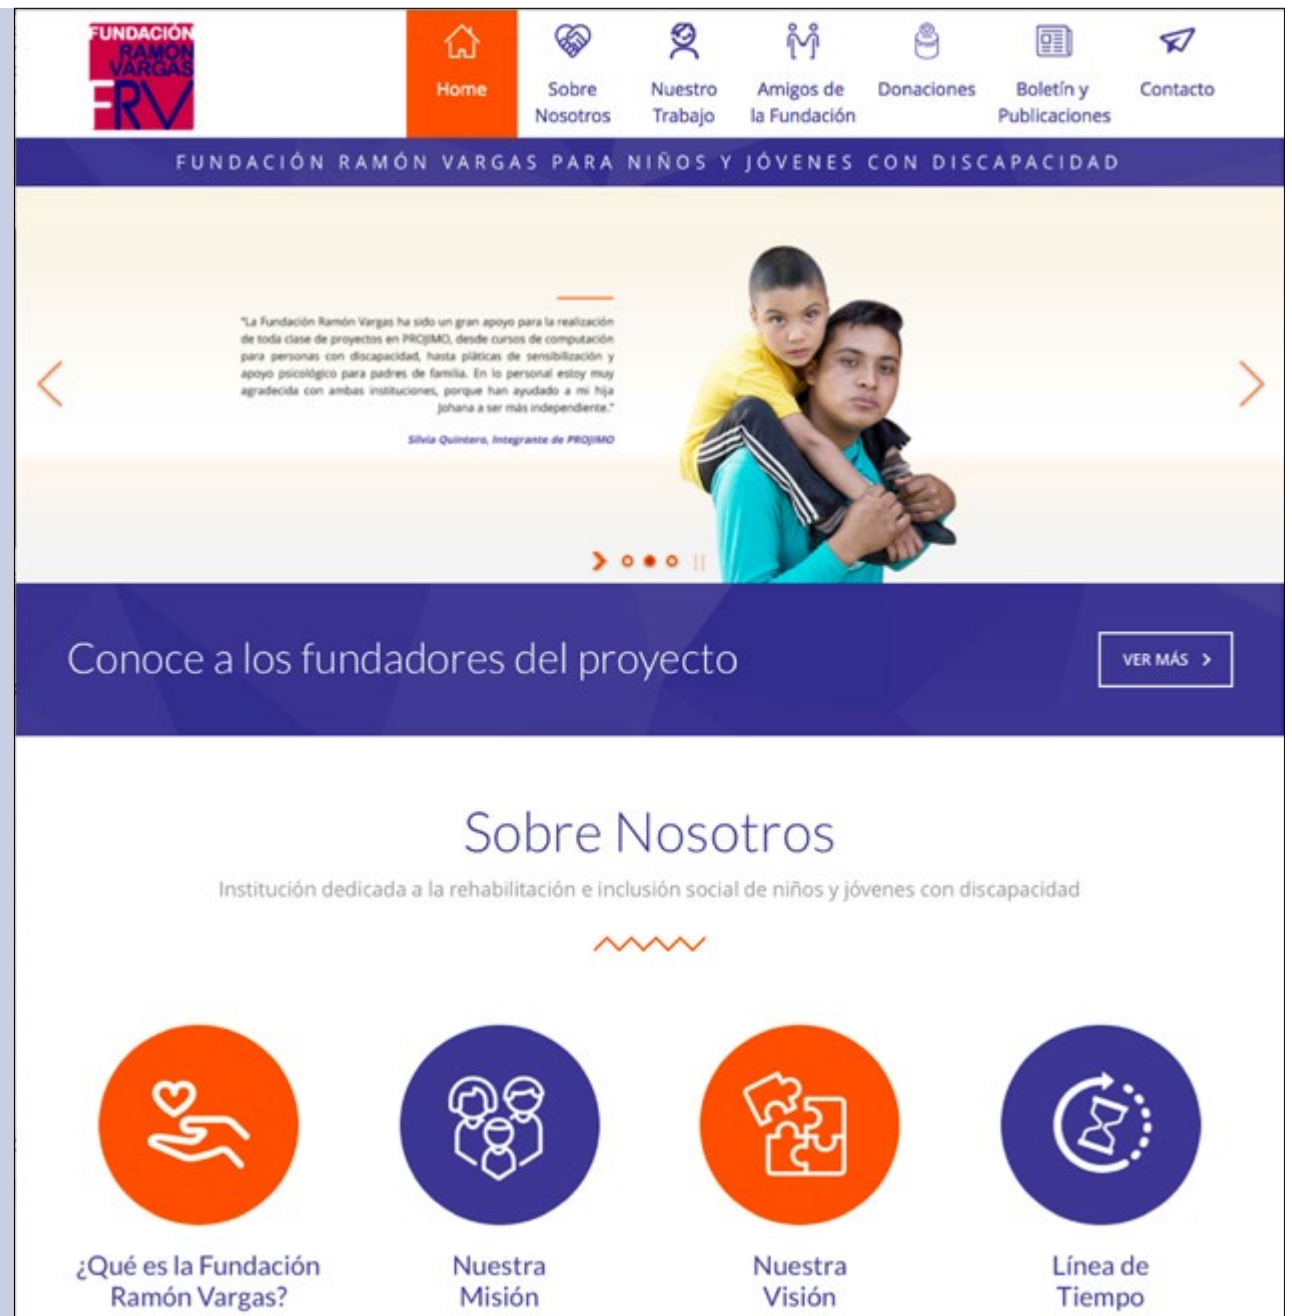 FUNDACIÓN
RAMÓN
VARGAS
FRV
Home
Sobre
Nosotros
Nuestro
Trabajo
Amigos de
la Fundación
Donaciones
Boletín y
Publicaciones
Contacto
FUNDACIÓN RAMÓN VARGAS PARA NIÑOS Y JÓVENES CON DISCAPACIDAD
"La Fundación Ramón Vargas ha sido un gran apoyo para la realización
de toda clase de proyectos en PROJIMO, desde cursos de computación
para personas con discapacidad, hasta pláticas de sensibilización y
apoyo psicológico para padres de familia. En lo personal estoy muy
agradecida con ambas instituciones, porque han ayudado a mi hija
Johana a ser más independiente."
Silvia Quintero, Integrante de PROJIMO
Conoce a los fundadores del proyecto
VER MÁS
Sobre Nosotros
Institución dedicada a la rehabilitación e inclusión social de niños y jóvenes con discapacidad
¿Qué es la Fundación
Ramón Vargas?
Nuestra
Misión
Nuestra
Visión
Línea de
Tiempo